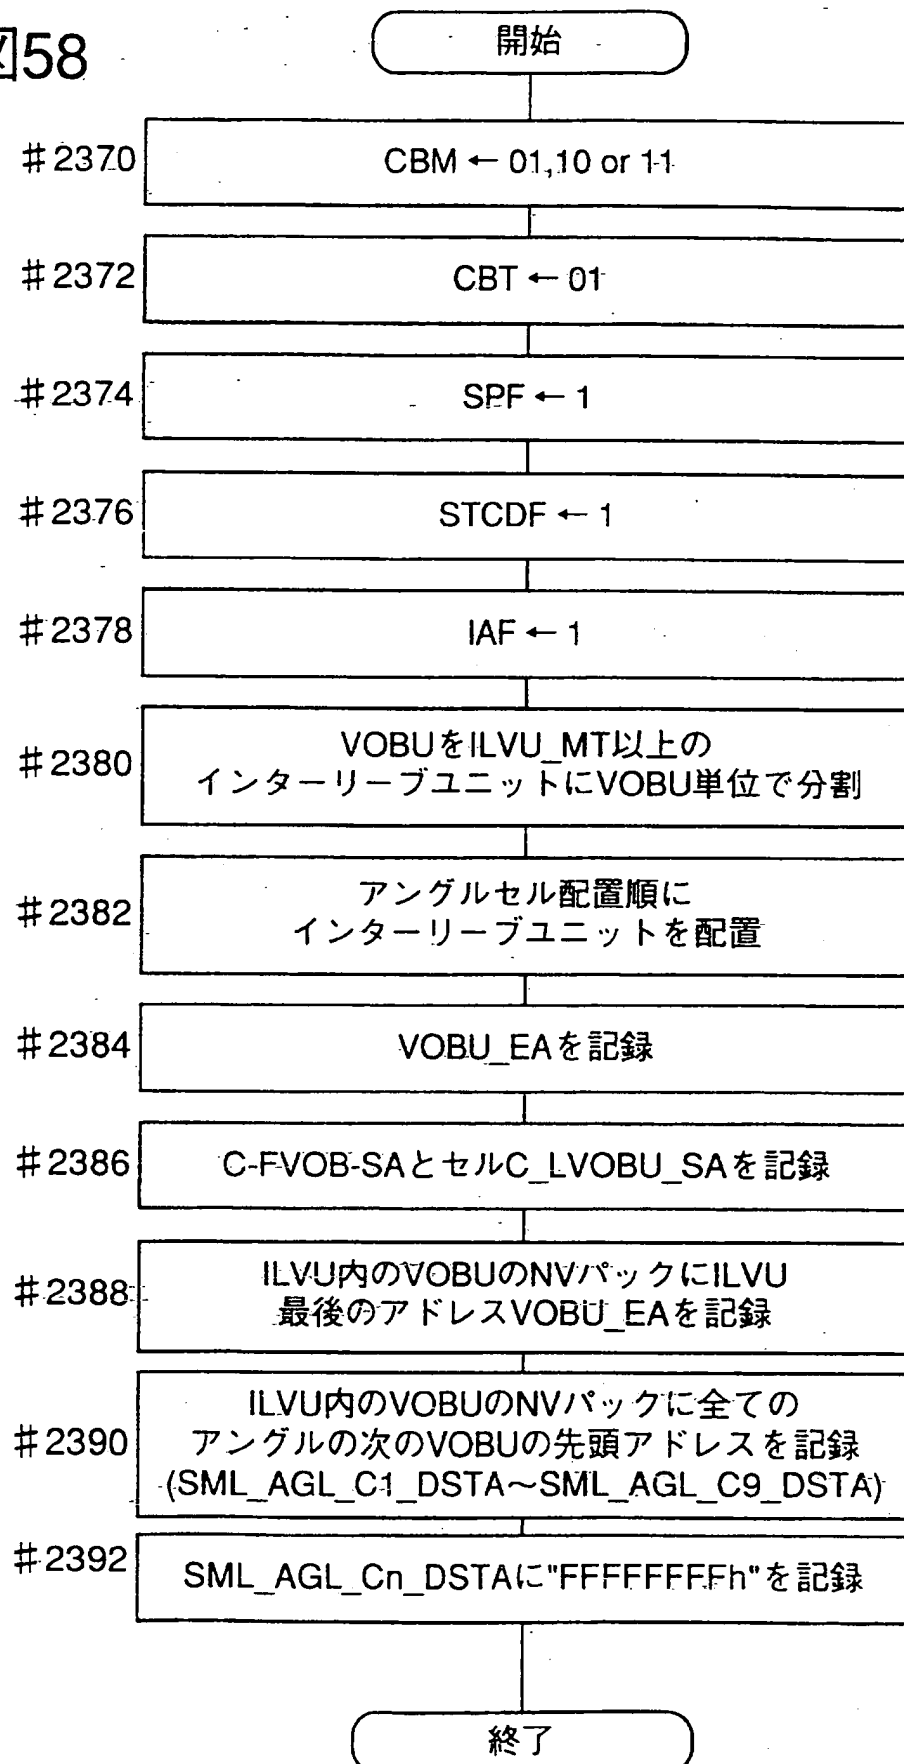 図58
開始
#2370
CBM ← 01,10 or 11
#2372
CBT ← 01
#2374
SPF ← 1
#2376
STCDF ← 1
#2378
IAF ← 1
#2380
VOBUをILVU_MT以上の
インターリーブユニットにVOBU単位で分割
#2382
アングルセル配置順に
インターリーブユニットを配置
#2384
VOBU_EAを記録
#2386
C-FVOB-SAとセルC_LVOBU_SAを記録
#2388
ILVU内のVOBUのNVパックにILVU
最後のアドレスVOBU_EAを記録
#2390
ILVU内のVOBUのNVパックに全ての
アングルの次のVOBUの先頭アドレスを記録
(SML_AGL_C1_DSTA～SML_AGL_C9_DSTA)
#2392
SML_AGL_Cn_DSTAに"FFFFFFFFh"を記録
終了